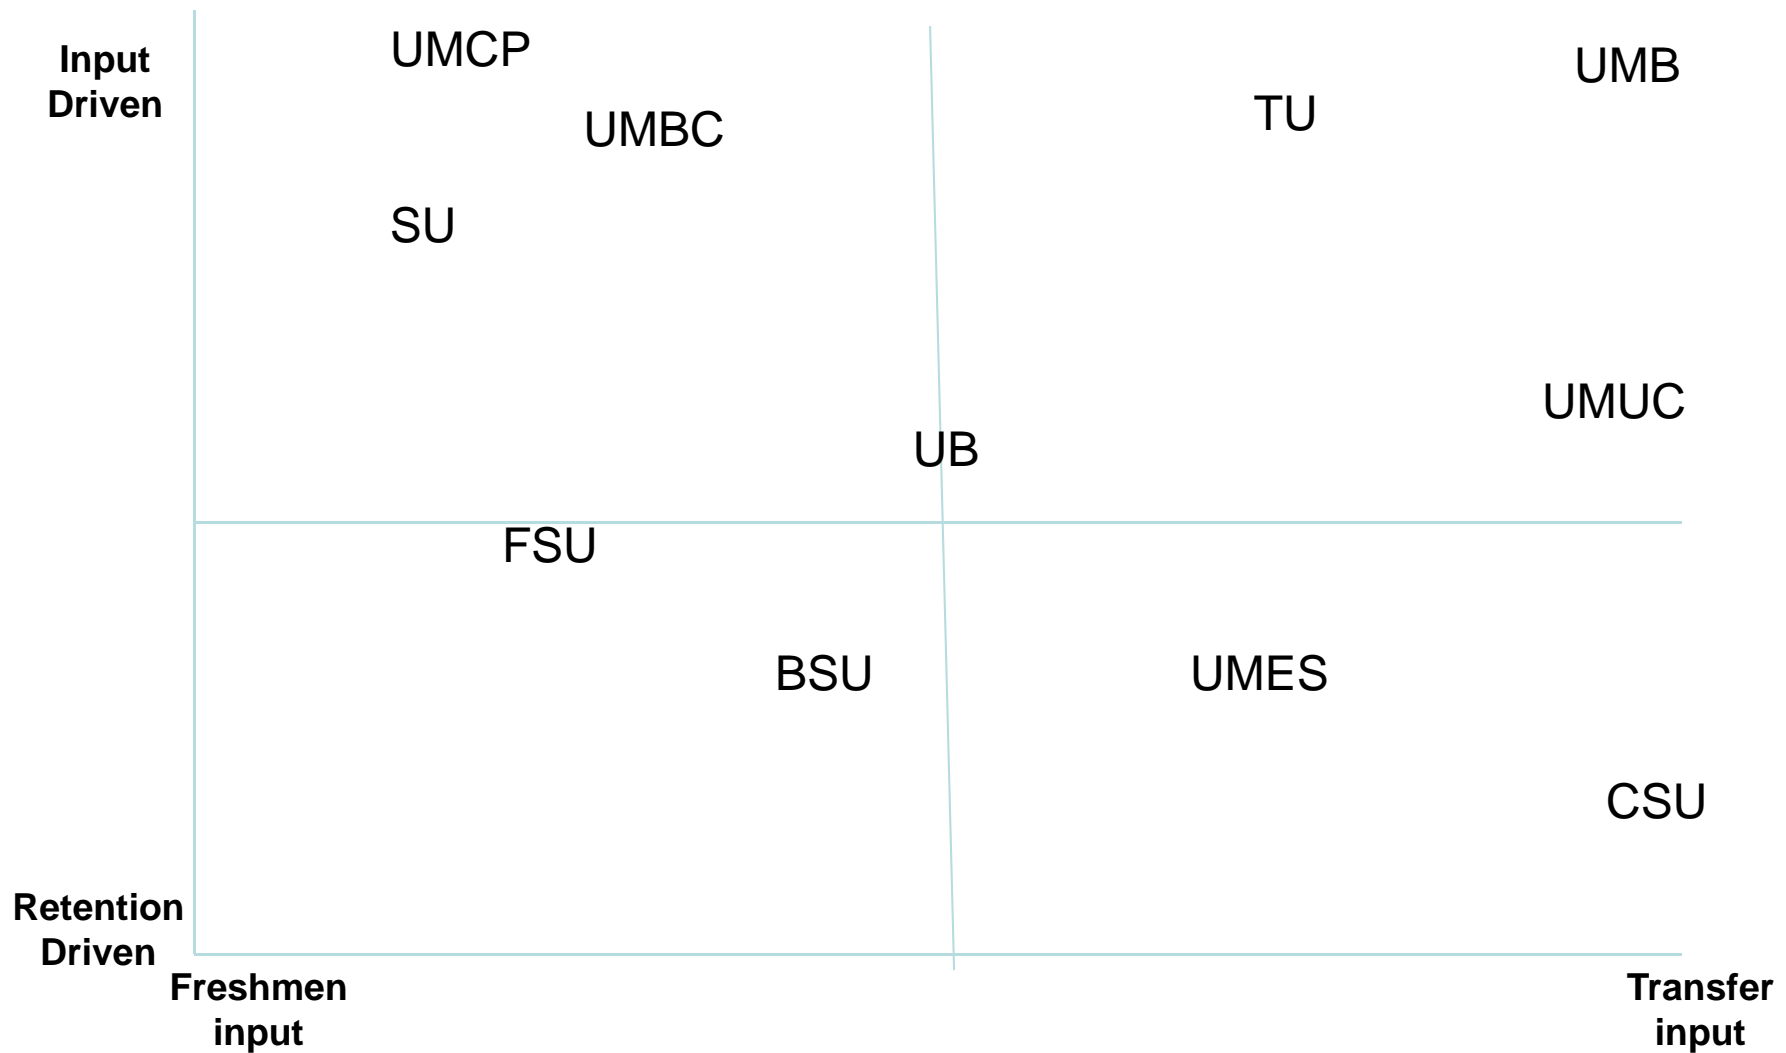 Input
Driven
UMCP
UMB
TU
UMBC
SU
UMUC
UB
FSU
BSU
UMES
CSU
Retention
Driven
Freshmen
input
Transfer
input